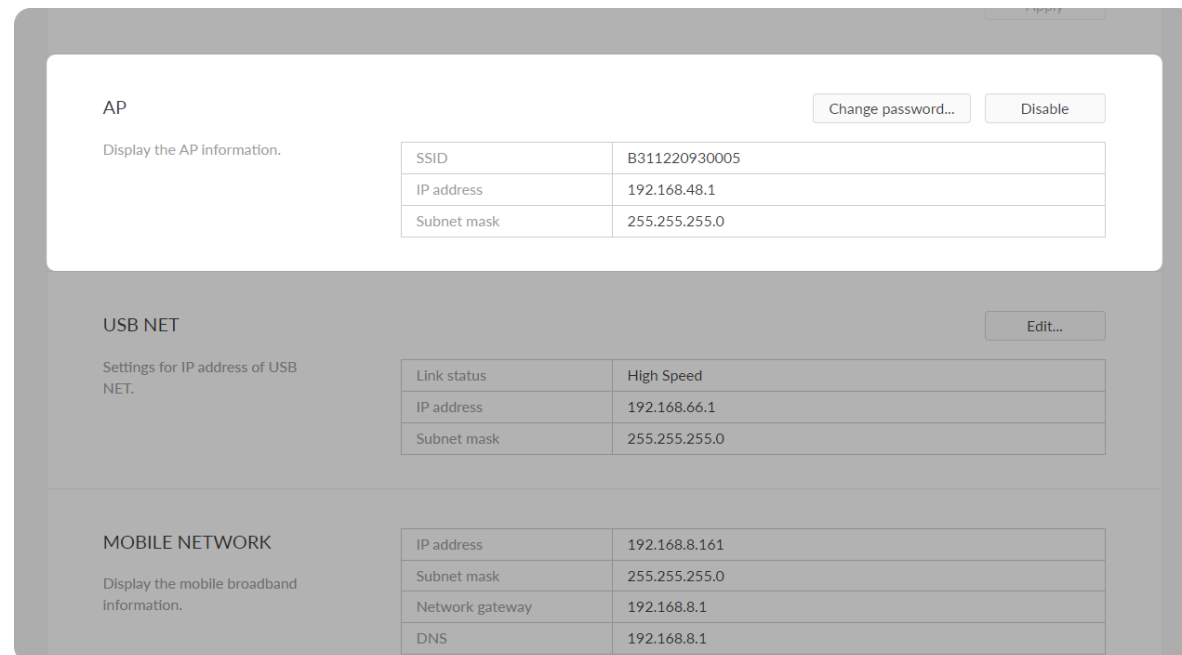 Apply
AP
Change password...
Disable
Display the AP information.
SSID B311220930005
IP address 192.168.48.1
Subnet mask 255.255.255.0
USB NET
Edit...
Settings for IP address of USB
NET.
Link status High Speed
IP address 192.168.66.1
Subnet mask 255.255.255.0
MOBILE NETWORK
Display the mobile broadband
information.
IP address 192.168.8.161
Subnet mask 255.255.255.0
Network gateway 192.168.8.1
DNS 192.168.8.1